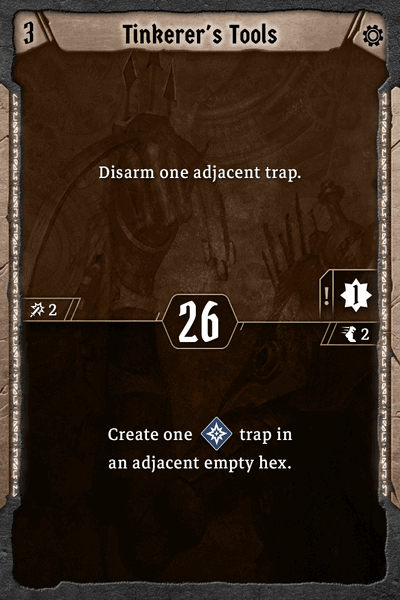 3 Tinkerer's Tools
Disarm one adjacent trap.
! 1
2
26
2
Create one trap in
an adjacent empty hex.